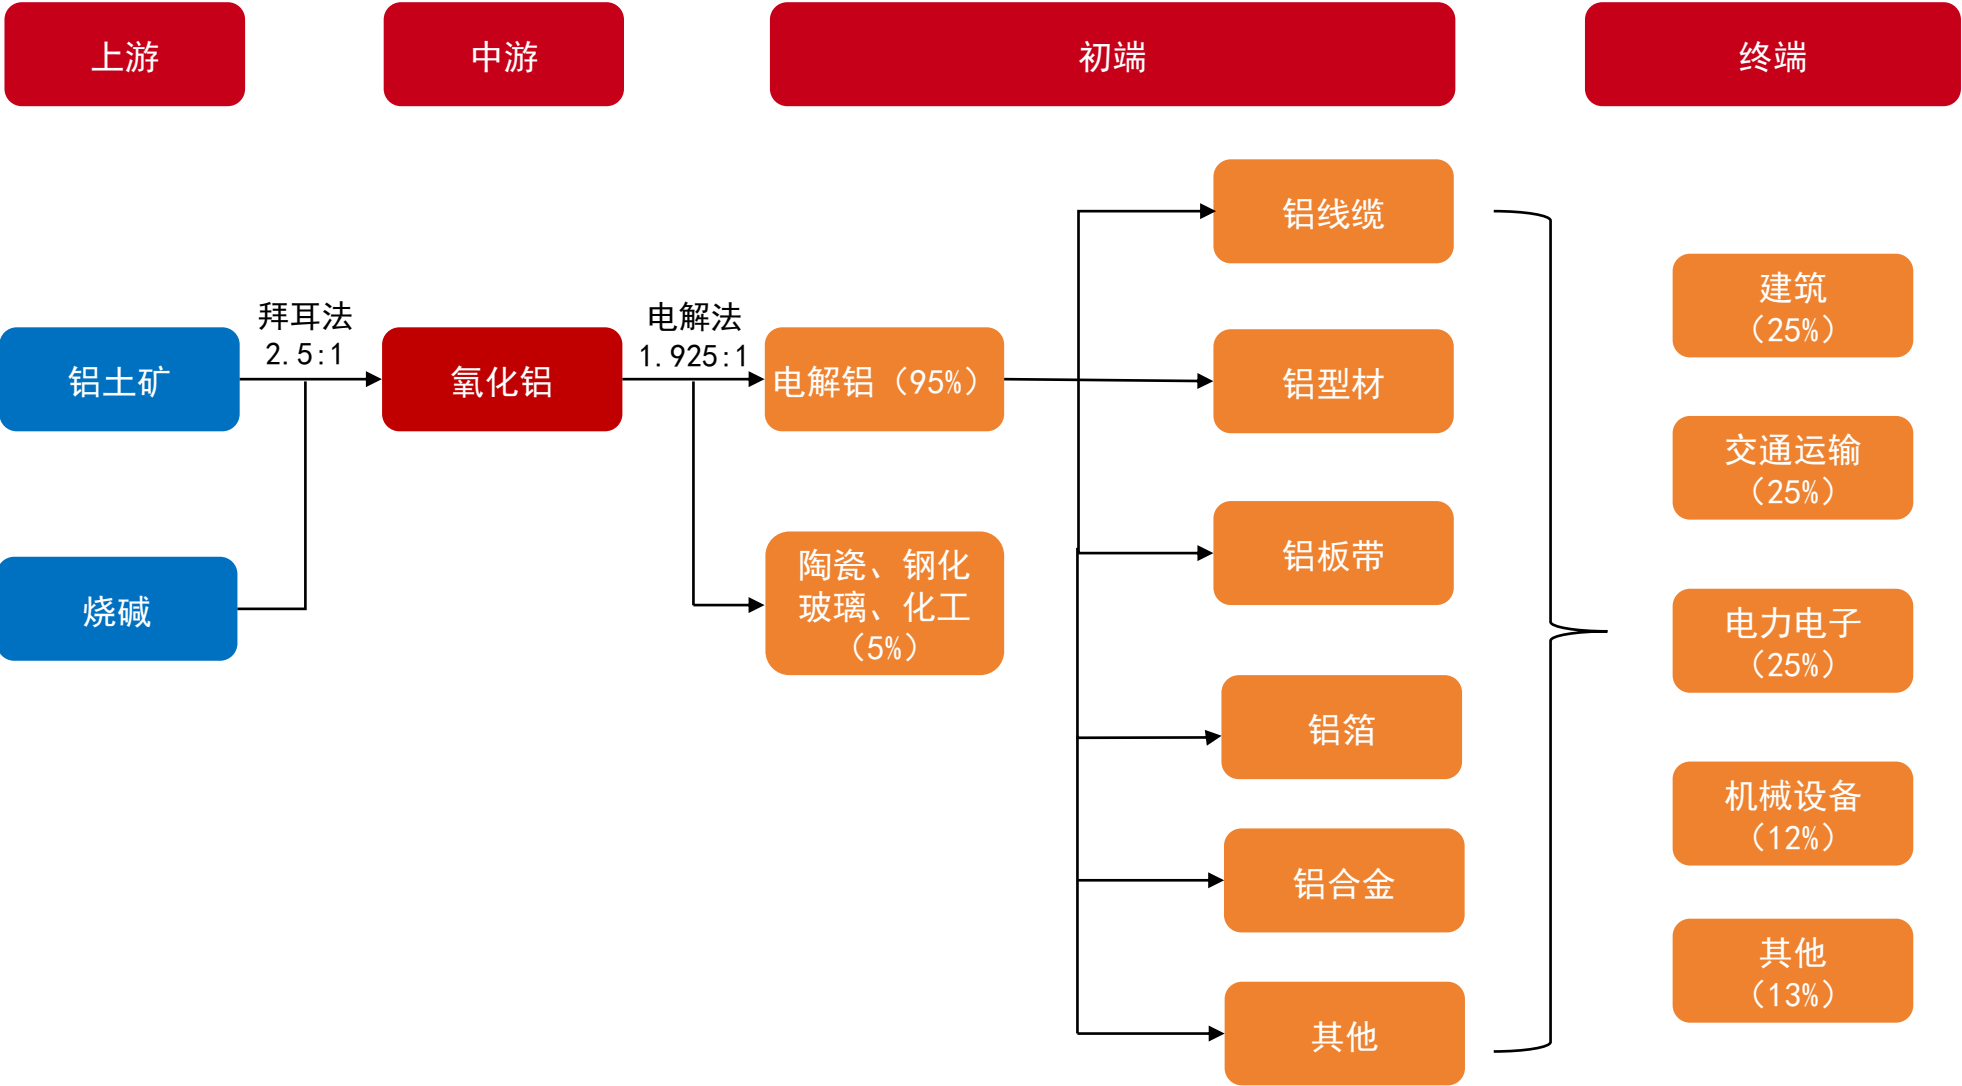 上游
中游
初端
终端
铝土矿
烧碱
拜耳法
2.5:1
氧化铝
电解法
1.925:1
电解铝（95%）
陶瓷、钢化
玻璃、化工
（5%）
铝线缆
铝型材
铝板带
铝箔
铝合金
其他
建筑
（25%）
交通运输
（25%）
电力电子
（25%）
机械设备
（12%）
其他
（13%）